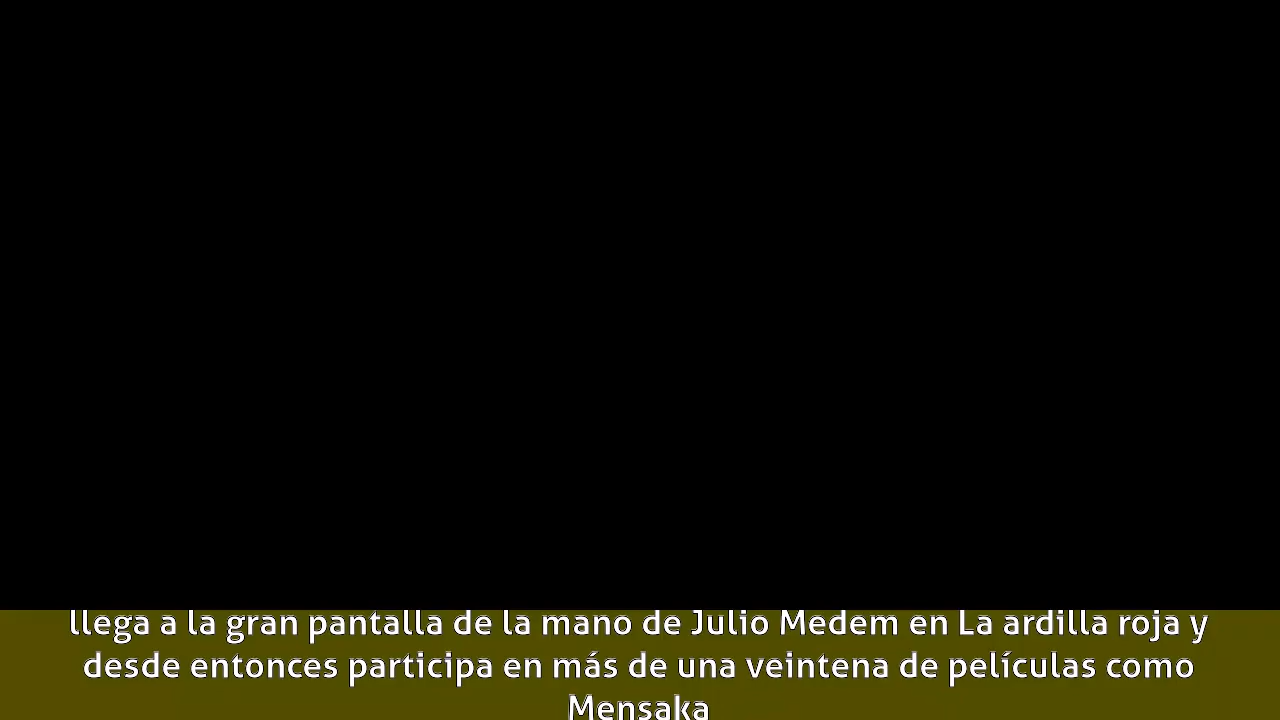 llega a la gran pantalla de la mano de Julio Medem en La ardilla roja y
desde entonces participa en más de una veintena de películas como
Mensaka